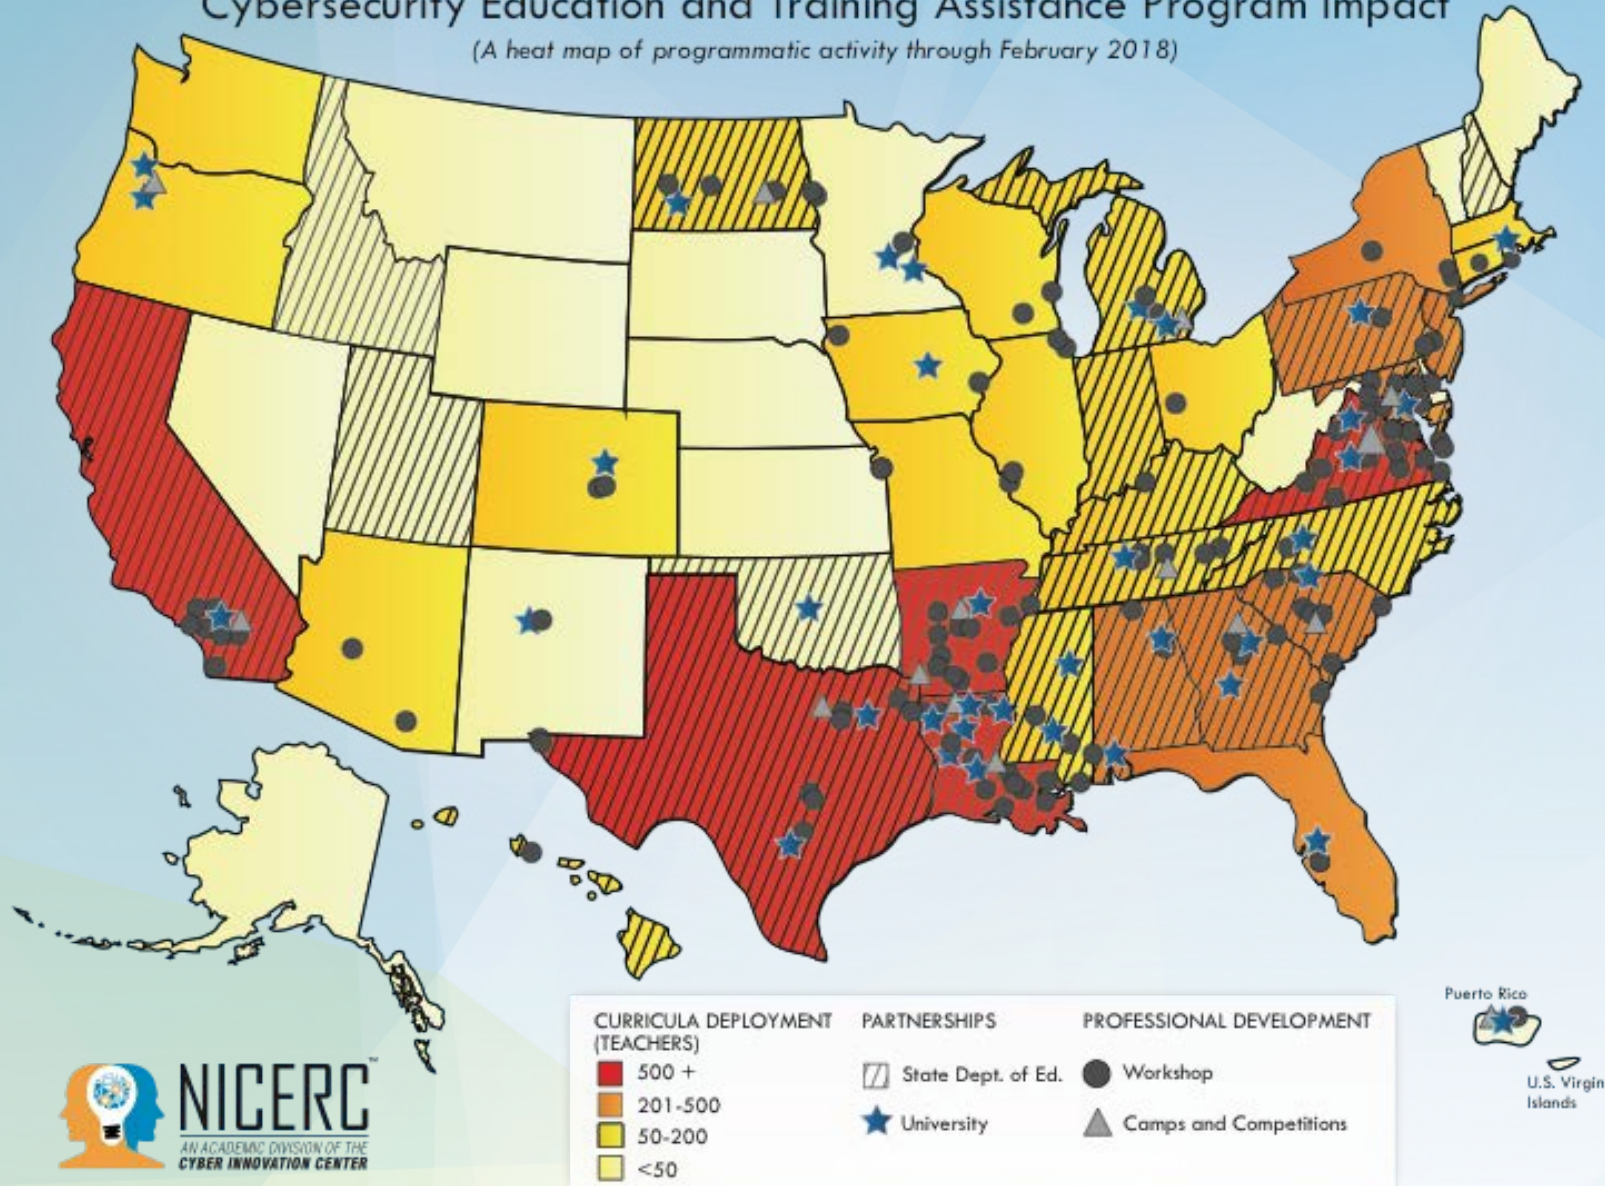 Cybersecurity Education and Training Assistance Program Impact
(A heat map of programmatic activity through February 2018)
Puerto Rico
U.S. Virgin
Islands
CURRICULA DEPLOYMENT
(TEACHERS)
500 +
201-500
50-200
<50
PARTNERSHIPS
State Dept. of Ed.
University
PROFESSIONAL DEVELOPMENT
Workshop
Camps and Competitions
NICERC™
AN ACADEMIC DIVISION OF THE
CYBER INNOVATION CENTER